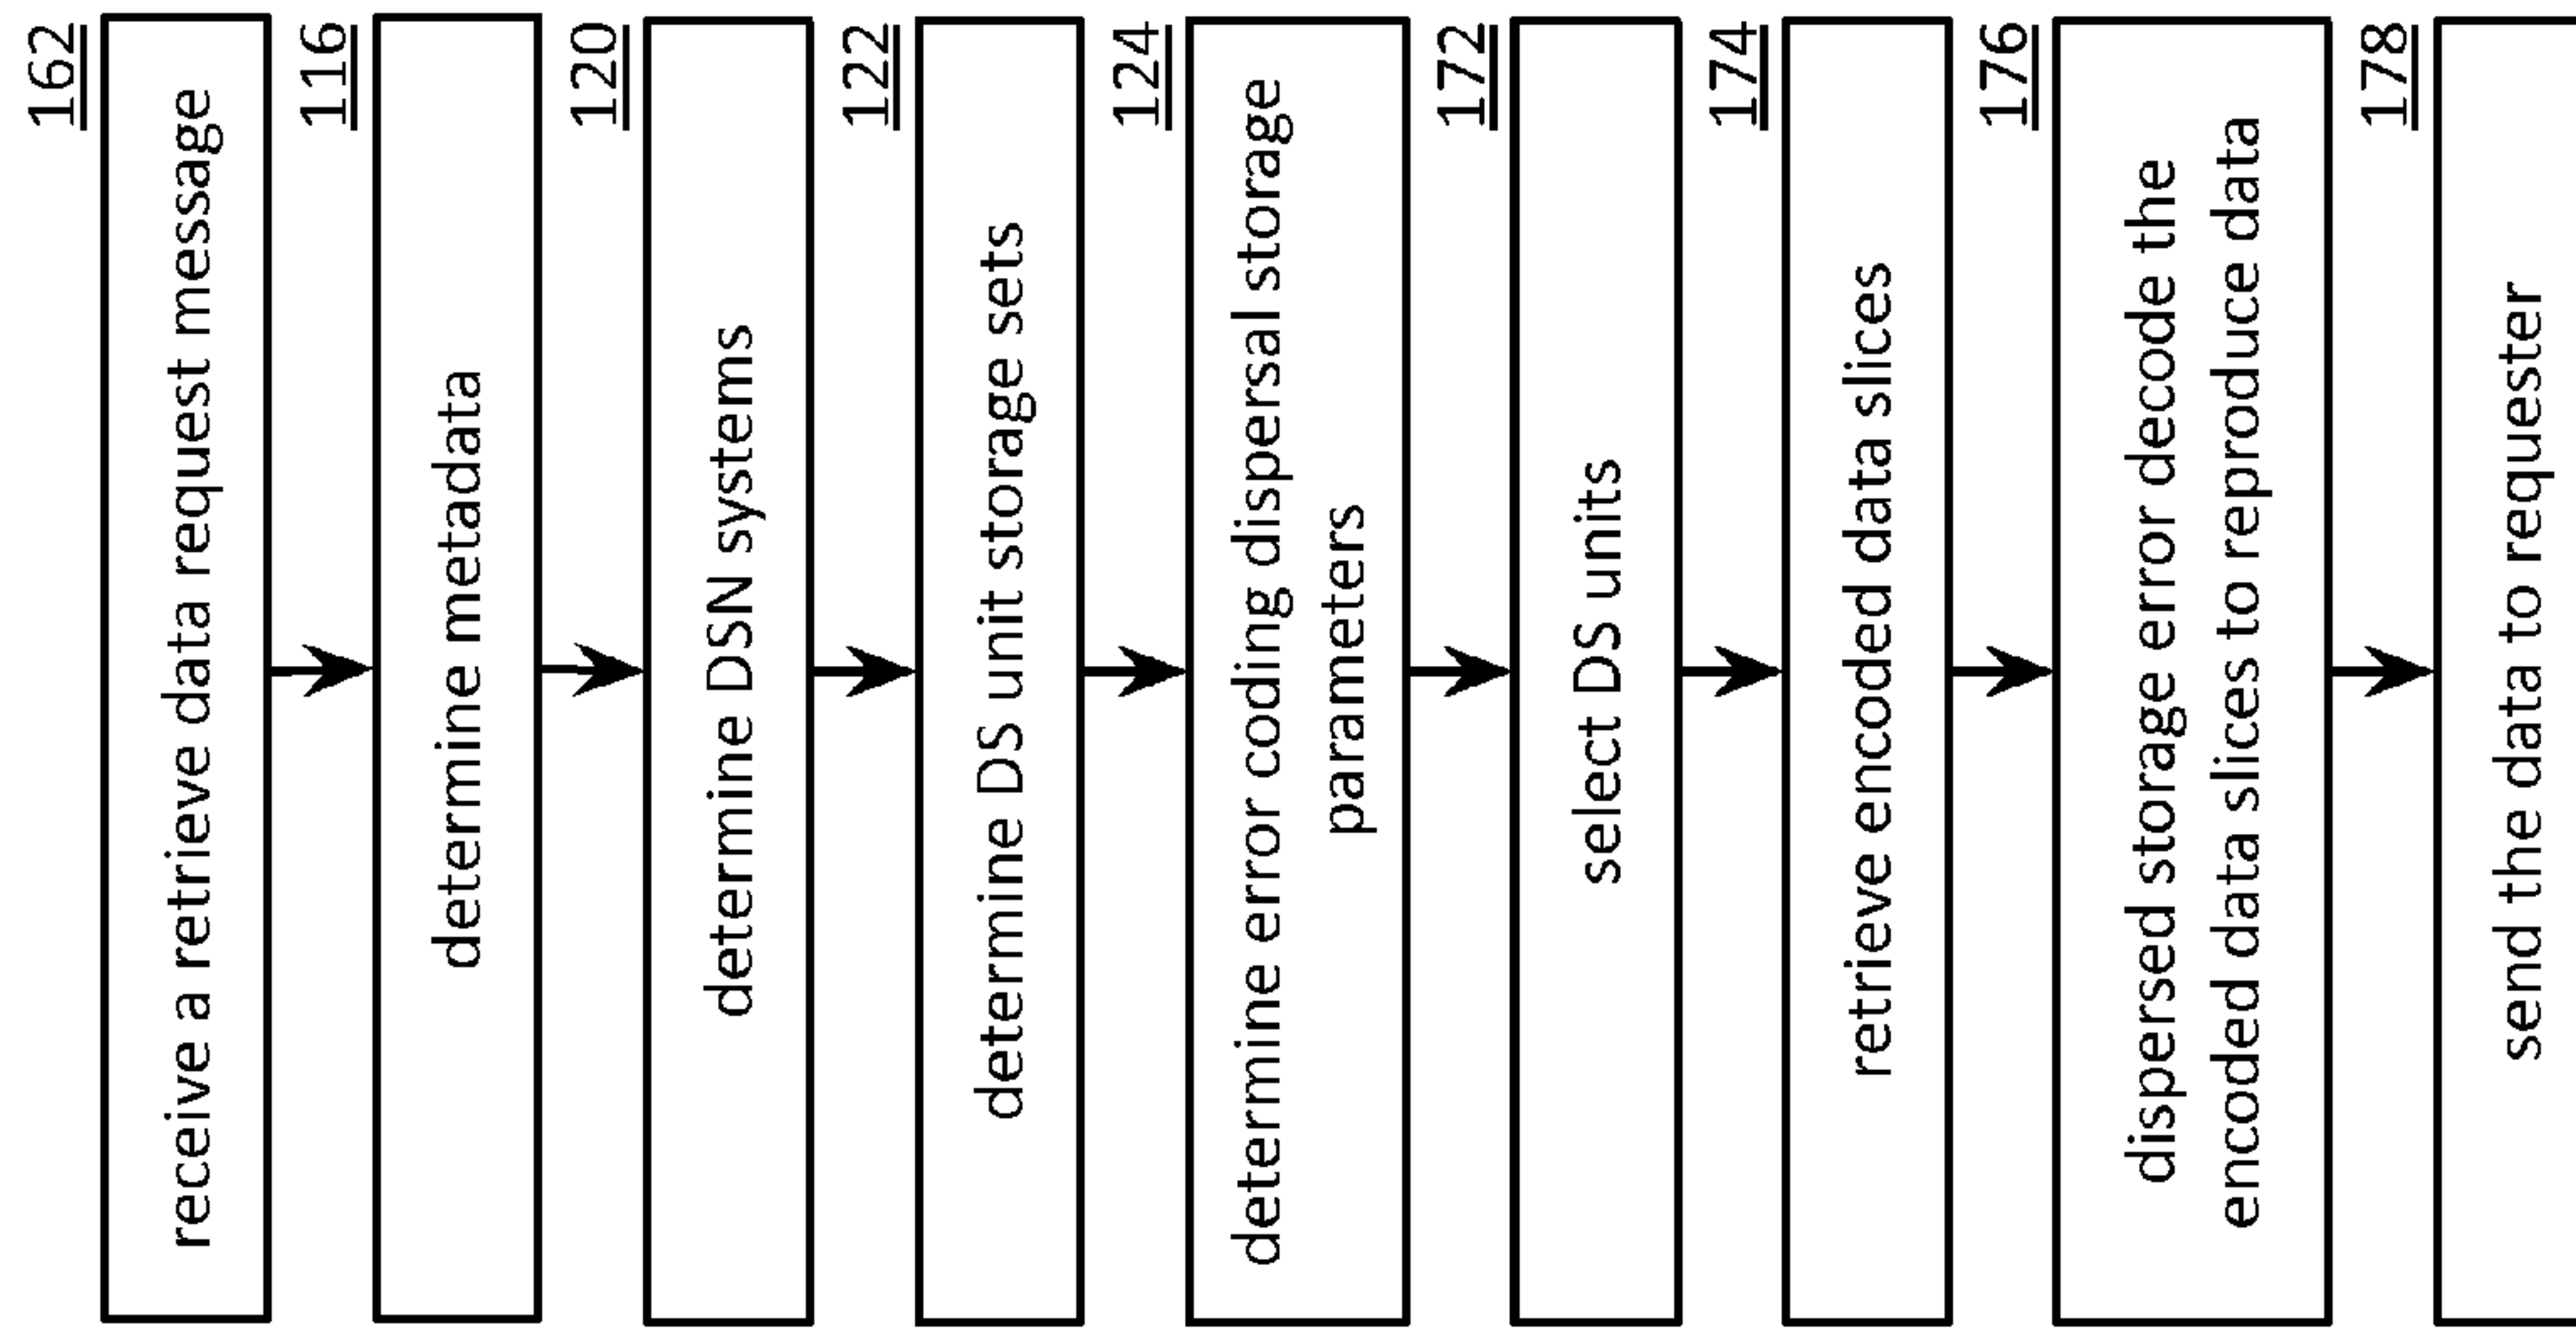 162
receive a retrieve data request message
116
determine metadata
120
determine DSN systems
122
determine DS unit storage sets
124
determine error coding dispersal storage
parameters
172
select DS units
174
retrieve encoded data slices
176
dispersed storage error decode the
encoded data slices to reproduce data
178
send the data to requester